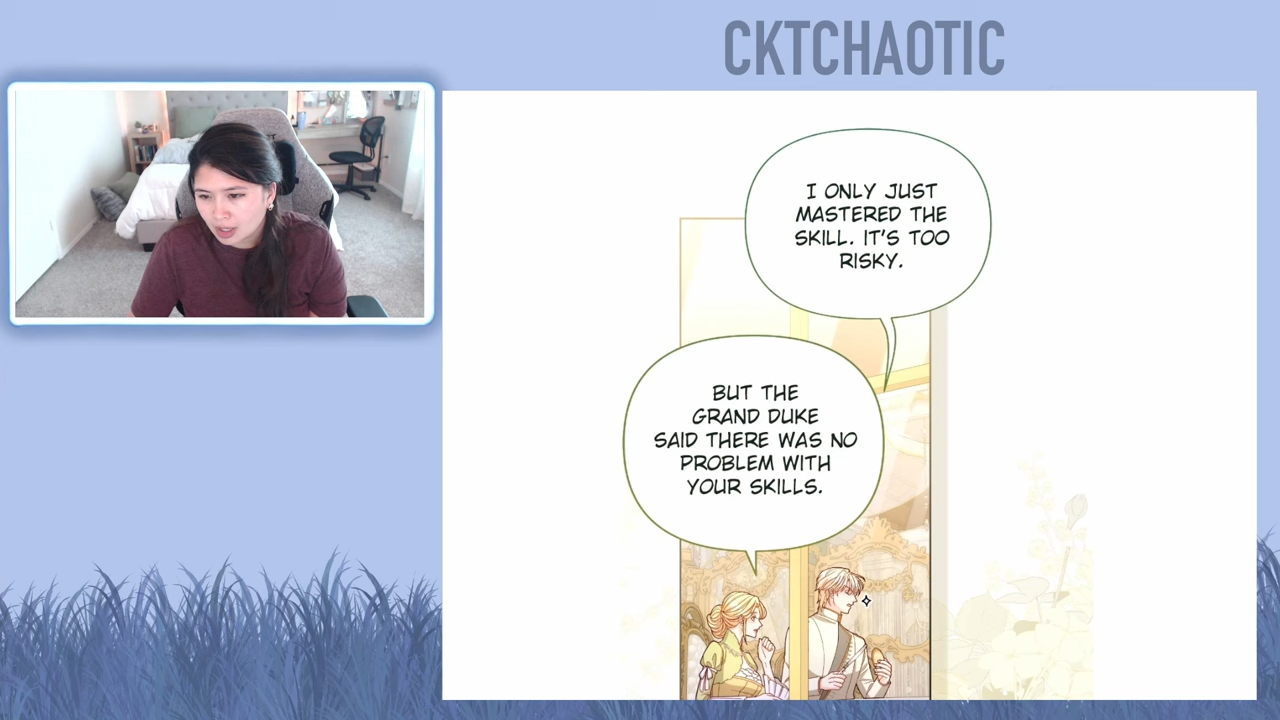 CKTCHAOTIC
I ONLY JUST
MASTERED THE
SKILL. IT'S TOO
RISKY.
BUT THE
GRAND DUKE
SAID THERE WAS NO
PROBLEM WITH
YOUR SKILLS.